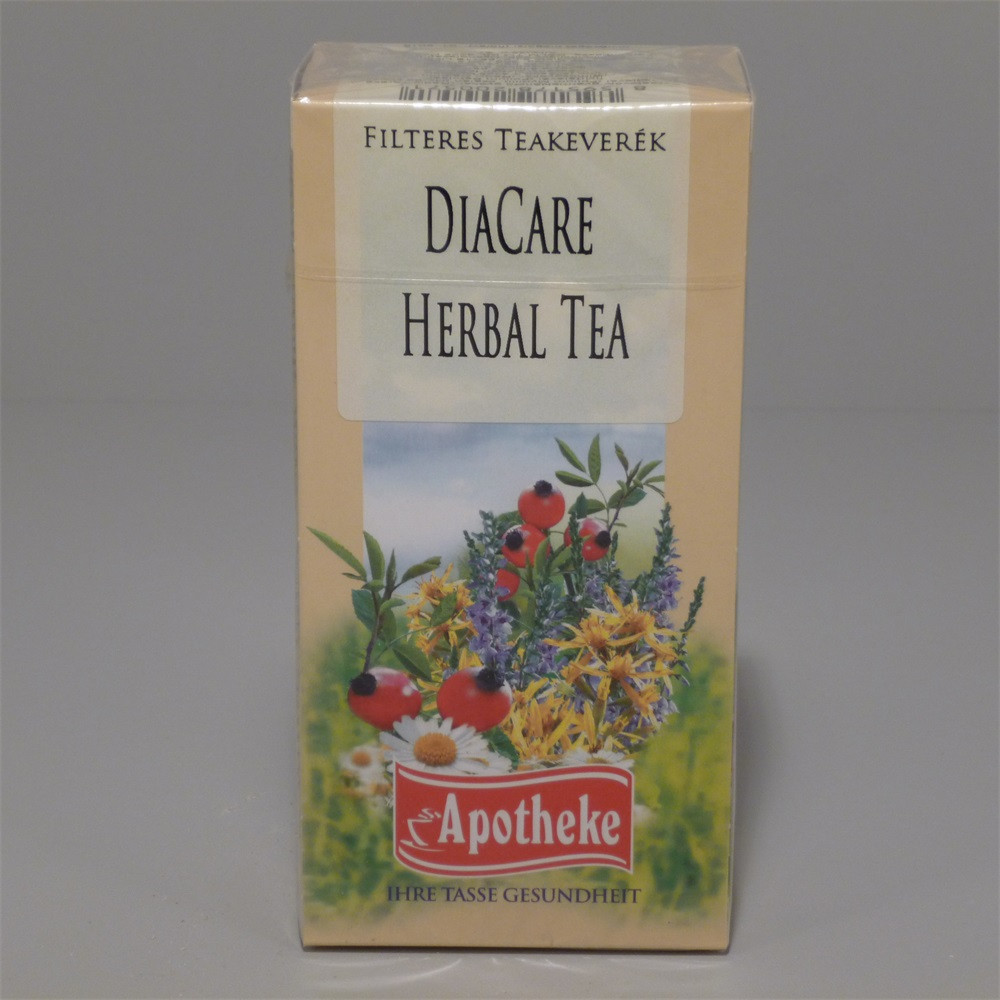 FILTERES TEAKEVERÉK
DIACARE
HERBAL TEA
Apotheke
IHRE TASSE GESUNDHEIT